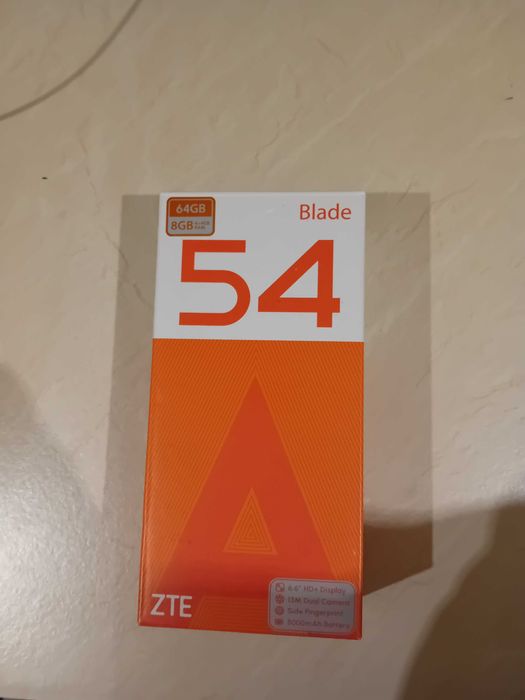 64GB
Blade
8GB
54
ZTE
6.6" HD+ Display
13M Dual Camera
Side Fingerprint
5000mAh Battery